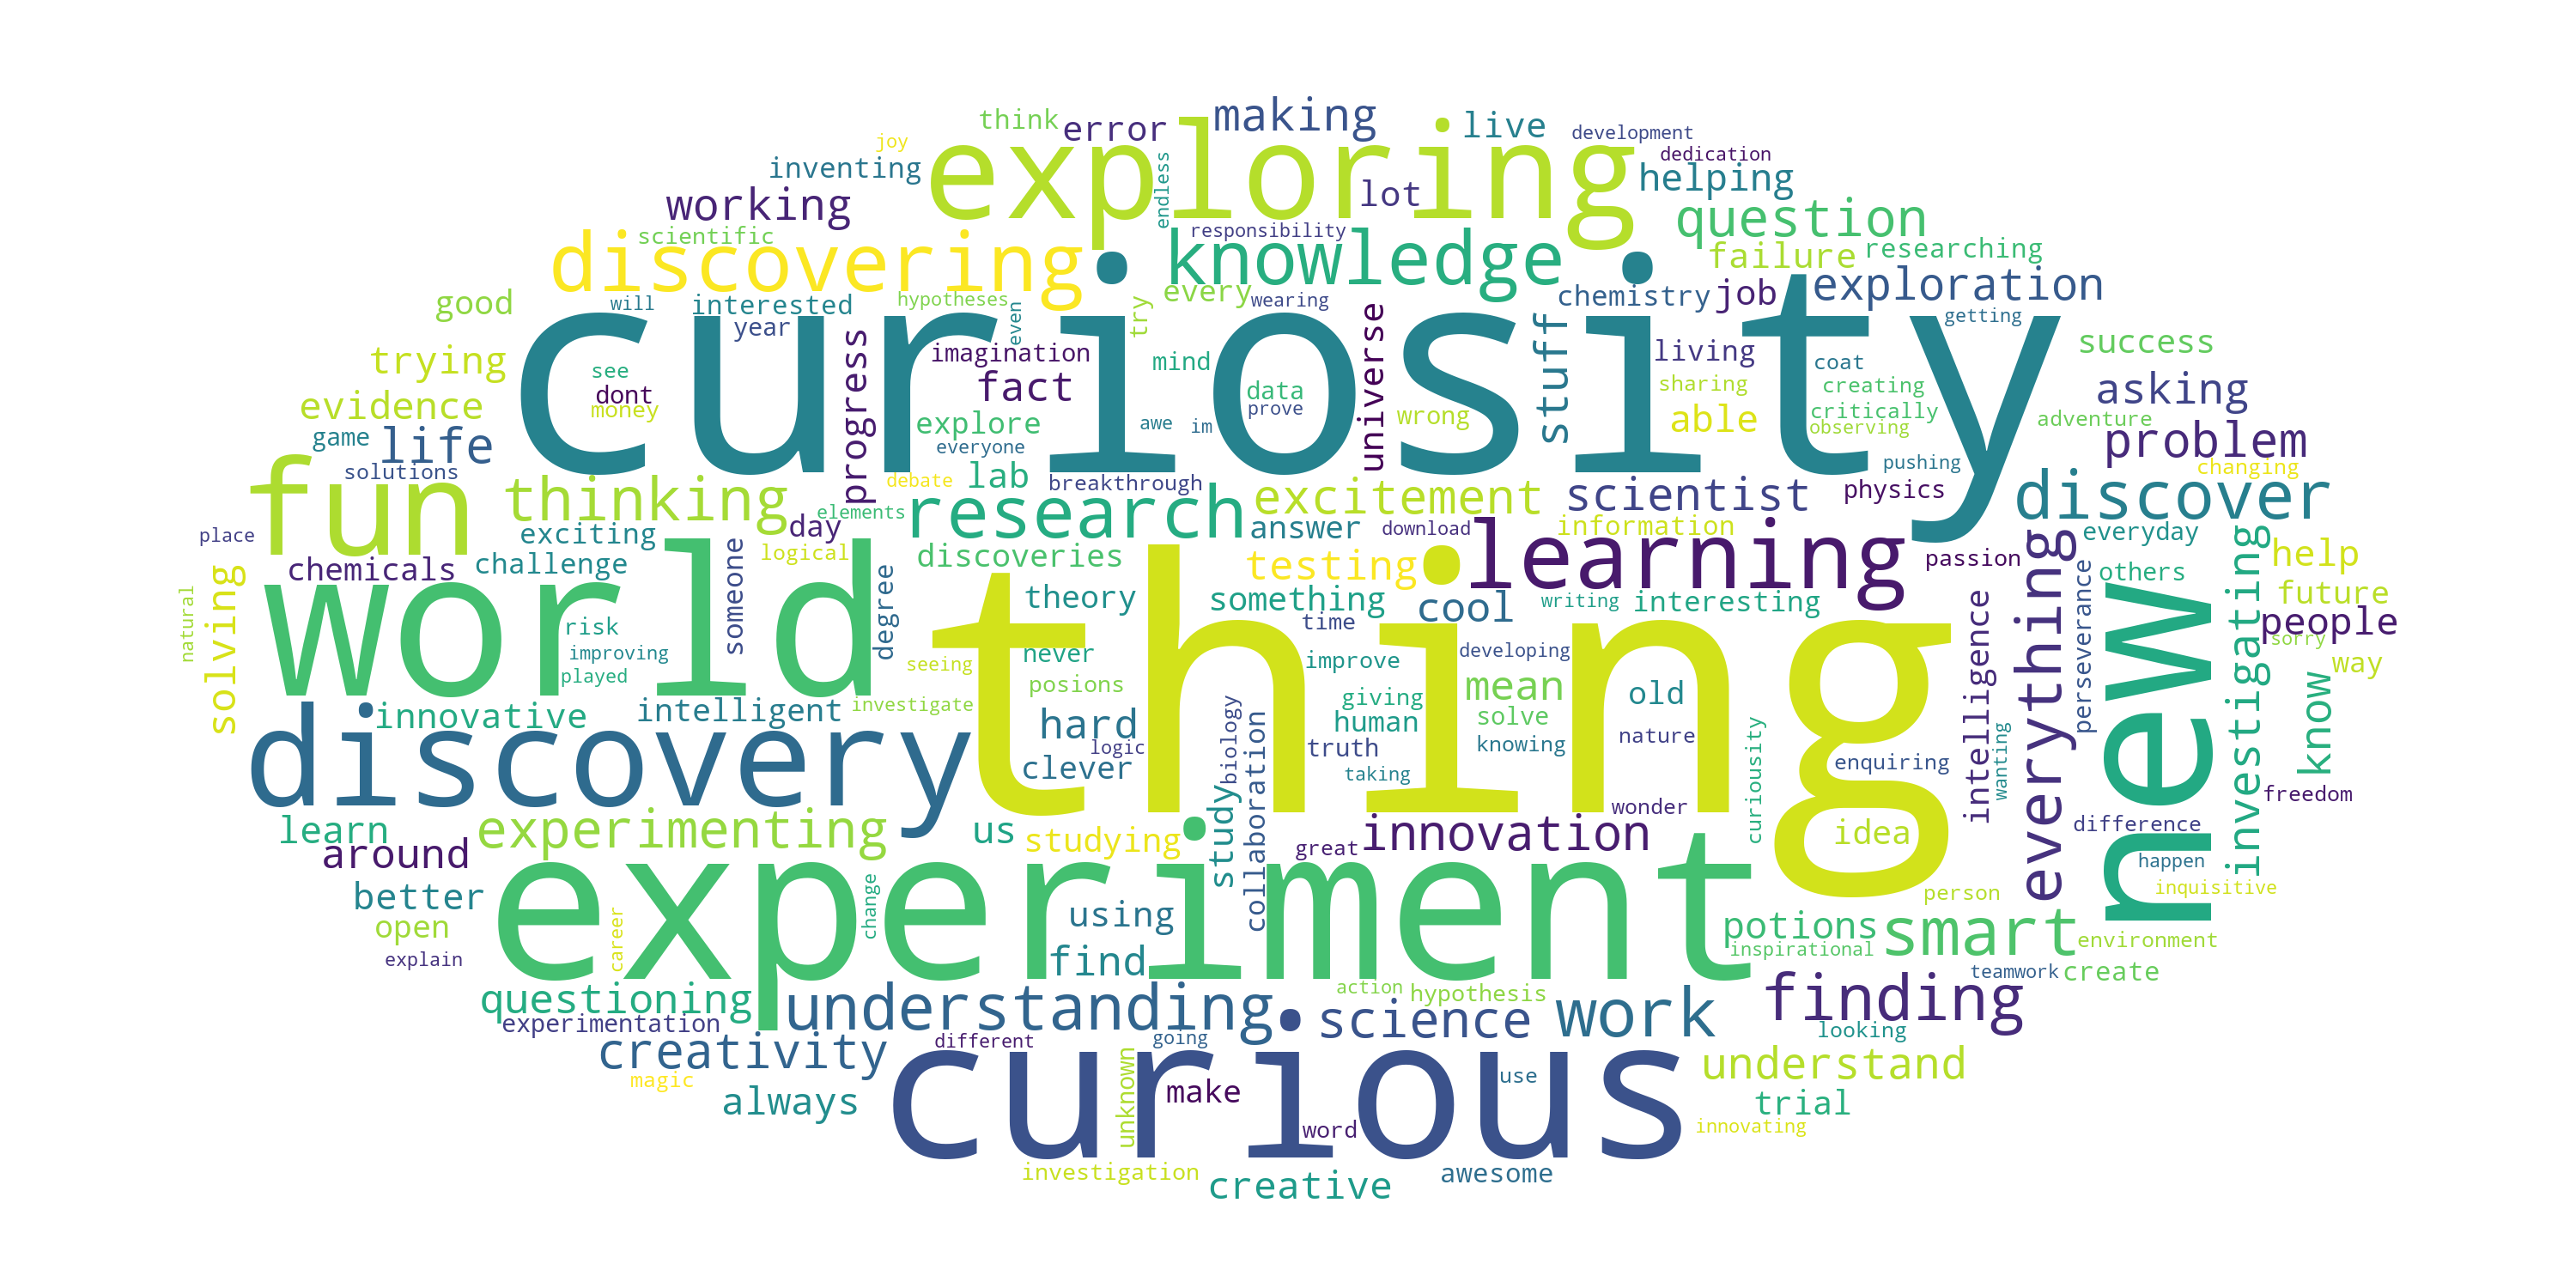 think
error
making
live
development
joy
exploring
dedication
inventing
endless
lot
helping
working
question
scientific
responsibility
discovering
knowledge
failure
researching
good
will
interested
hypotheses
every
wearing
chemistry
job
exploration
year
even
try
getting
curiosity
trying
see
progress
imagination
mind
universe
stuff
living
coat
success
dont
fact
data
sharing
creating
asking
evidence
money
prove
wrong
able
critically
adventure
game
life
explore
awe
im
observing
problem
solutions
everyone
debate
lab
breakthrough
pushing
changing
fun
thinking
research
excitement
scientist
physics
discover
elements
place
exciting
day
answer
download
information
everyday
chemicals
challenge
someone
logical
discoveries
testing
learning
passion
everything
others
investigating
help
natural
solving
world
degree
theory
something
cool
writing
interesting
intelligence
perseverance
new
future
risk
time
people
improving
seeing
never
improve
developing
sorry
played
posions
giving
mean
old
know
way
innovative
intelligent
investigate
thing
hard
biology
collaboration
human
solve
nature
curiousity
wanting
discovery
logic
truth
knowing
clever
taking
enquiring
freedom
wonder
learn
experimenting
us
studying
study
innovation
idea
difference
around
great
happen
better
experiment
change
person
inquisitive
open
career
using
potions
smart
environment
explain
find
inspirational
teamwork
create
questioning
understanding
action
hypothesis
finding
experimentation
science
work
looking
creativity
different
going
understand
magic
curious
unknown
make
use
always
trial
word
innovating
investigation
creative
awesome